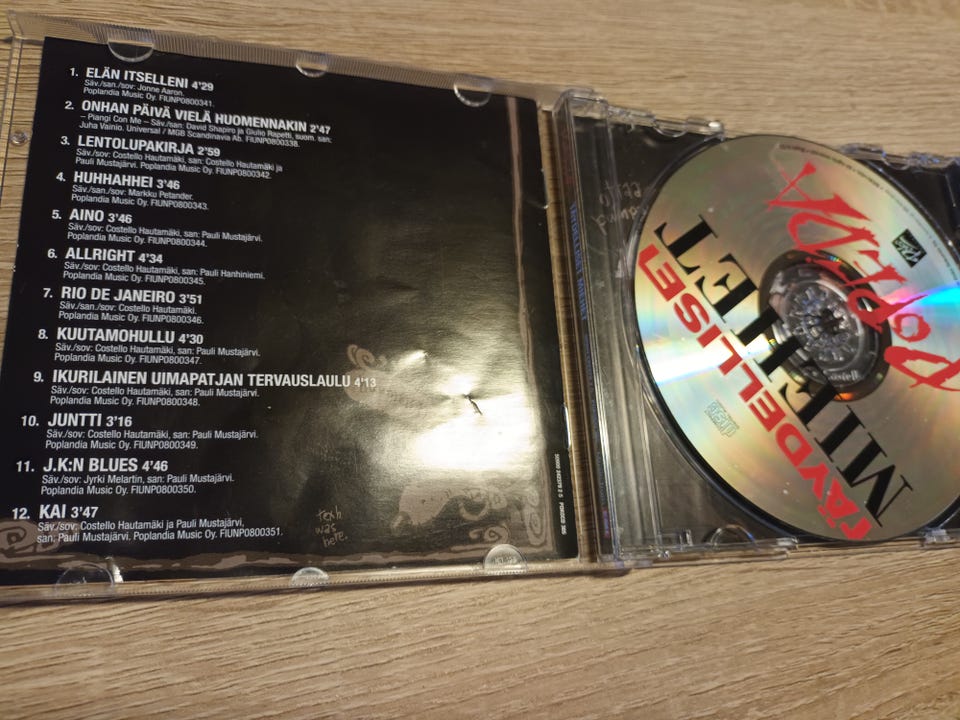 1. ELÄN ITSELLENI 4'29
Säv./san./sov: Jonne Aaron.
Poplandia Music Oy. FIUNP0800341.
2. ONHAN PÄIVÄ VIELÄ HUOMENNAKIN 2'47
– Piangi Con Me – Säv/san: David Shapiro ja Giulio Rapetti, suom. san:
Juha Vainio. Universal / MGB Scandinavia Ab. FIUNP0800338.
3. LENTOLUPAKIRJA 2'59
Säv./sov: Costello Hautamäki, san: Costello Hautamäki ja
Pauli Mustajärvi. Poplandia Music Oy. FIUNP0800342.
4. HUHHAHHEI 3'46
Säv./san./sov: Markku Petander.
Poplandia Music Oy. FIUNP0800343.
5. AINO 3'46
Säv./sov: Costello Hautamäki, san: Pauli Mustajärvi.
Poplandia Music Oy. FIUNP0800344.
6. ALLRIGHT 4'34
Säv./sov: Costello Hautamäki, san: Pauli Hanhiniemi.
Poplandia Music Oy. FIUNP0800345.
7. RIO DE JANEIRO 3'51
Säv./san./sov: Costello Hautamäki.
Poplandia Music Oy. FIUNP0800346.
8. KUUTAMOHULLU 4'30
Säv./sov: Costello Hautamäki, san: Pauli Mustajärvi.
Poplandia Music Oy. FIUNP0800347.
9. IKURILAINEN UIMAPATJAN TERVAUSLAULU 4'13
Säv./sov: Costello Hautamäki, san: Pauli Mustajärvi.
Poplandia Music Oy. FIUNP0800348.
10. JUNTTI 3'16
Säv./sov: Costello Hautamäki, san: Pauli Mustajärvi.
Poplandia Music Oy. FIUNP0800349.
11. J.K:N BLUES 4'46
Säv./san./sov: Jyrki Melartin, san: Pauli Mustajärvi.
Poplandia Music Oy. FIUNP0800350.
12. KAI 3'47
Säv./sov: Costello Hautamäki ja Pauli Mustajärvi,
san: Pauli Mustajärvi. Poplandia Music Oy. FIUNP0800351.
texh
was
here.
PopEDA
TÄYDELLISET
MIEHET